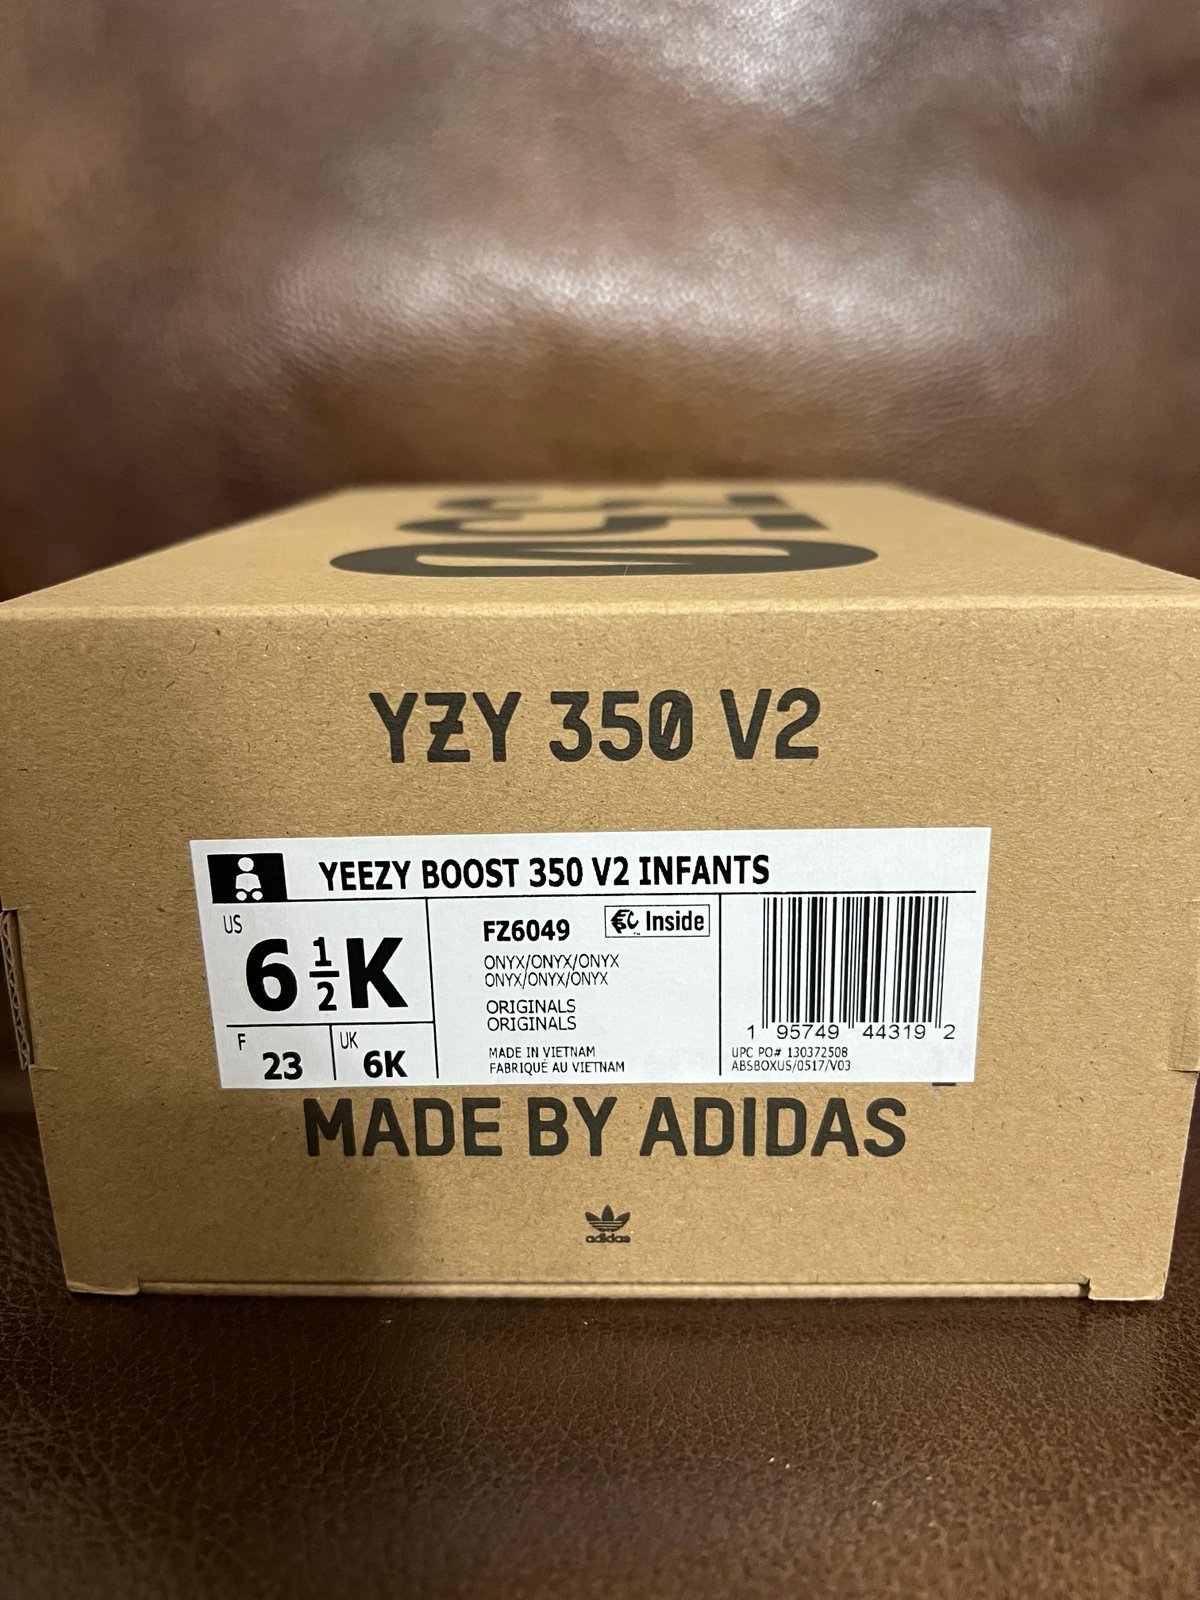 350
YZY 350 V2
YEEZY BOOST 350 V2 INFANTS
US
6 1/2 K
F
23
UK
6K
FZ6049
Inside
ONYX/ONYX/ONYX
ONYX/ONYX/ONYX
ORIGINALS
ORIGINALS
MADE IN VIETNAM
FABRIQUÉ AU VIETNAM
1 95749 44319 2
UPC PO# 130372508
ABSBOXUS/0517/V03
MADE BY ADIDAS
adidas